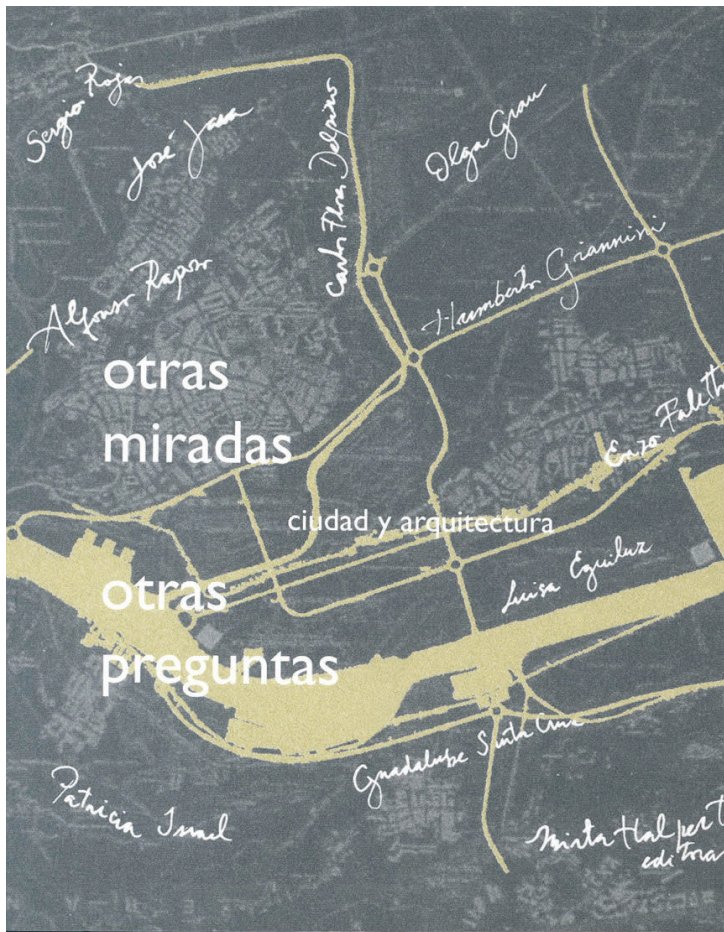 Sergio Rojas
José Jara
Carlos Flores Delpino
Olga Grau
Alfonso Raposo
Humberto Giannini
otras
miradas
Enzo Faletto
ciudad y arquitectura
Luisa Eguiluz
otras
preguntas
Guadalupe Santa Cruz
Patricia Israel
Mirta Halpert
editora